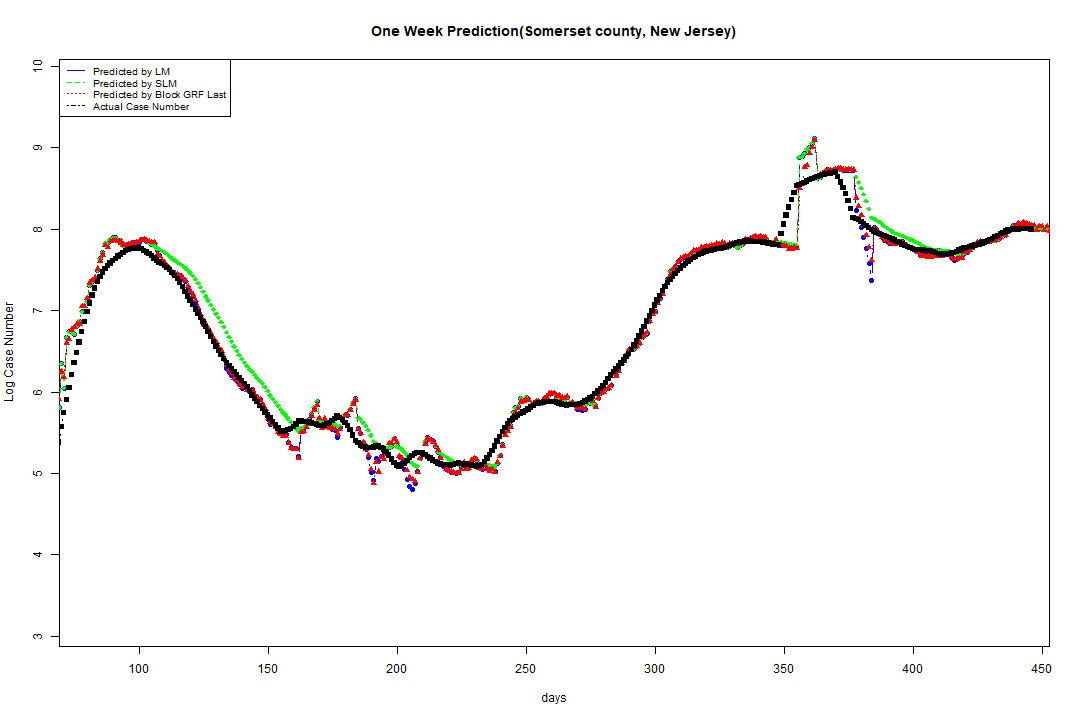 One Week Prediction(Somerset county, New Jersey)
Predicted by LM
Predicted by SLM
Predicted by Block GRF Last
Actual Case Number
10
9
8
7
6
5
4
3
Log Case Number
100 150 200 250 300 350 400 450
days